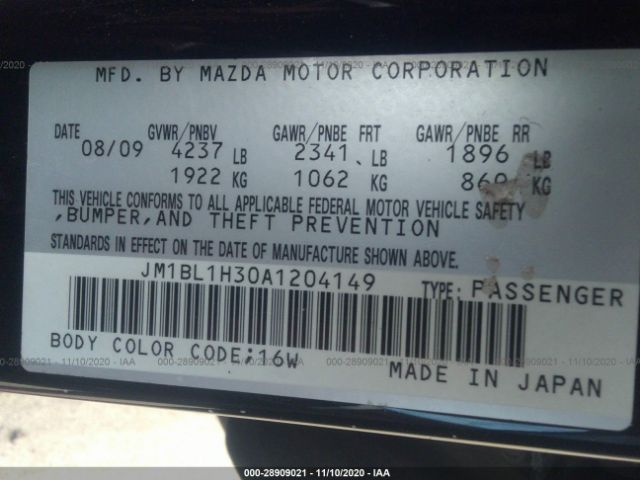 MFD. BY MAZDA MOTOR CORPORATION
DATE GVWR/PNBV GAWR/PNBE FRT GAWR/PNBE RR
08/09 4237 LB 2341 LB 1896 LB
1922 KG 1062 KG KG
THIS VEHICLE CONFORMS TO ALL APPLICABLE FEDERAL MOTOR VEHICLE SAFETY
,BUMPER,AND THEFT PREVENTION
STANDARDS IN EFFECT ON THE DATE OF MANUFACTURE SHOWN ABOVE.
JM1BL1H30A1204149 TYPE: PASSENGER
BODY COLOR CODE;16W
MADE IN JAPAN
000-28909021 - 11/10/2020 - IAA